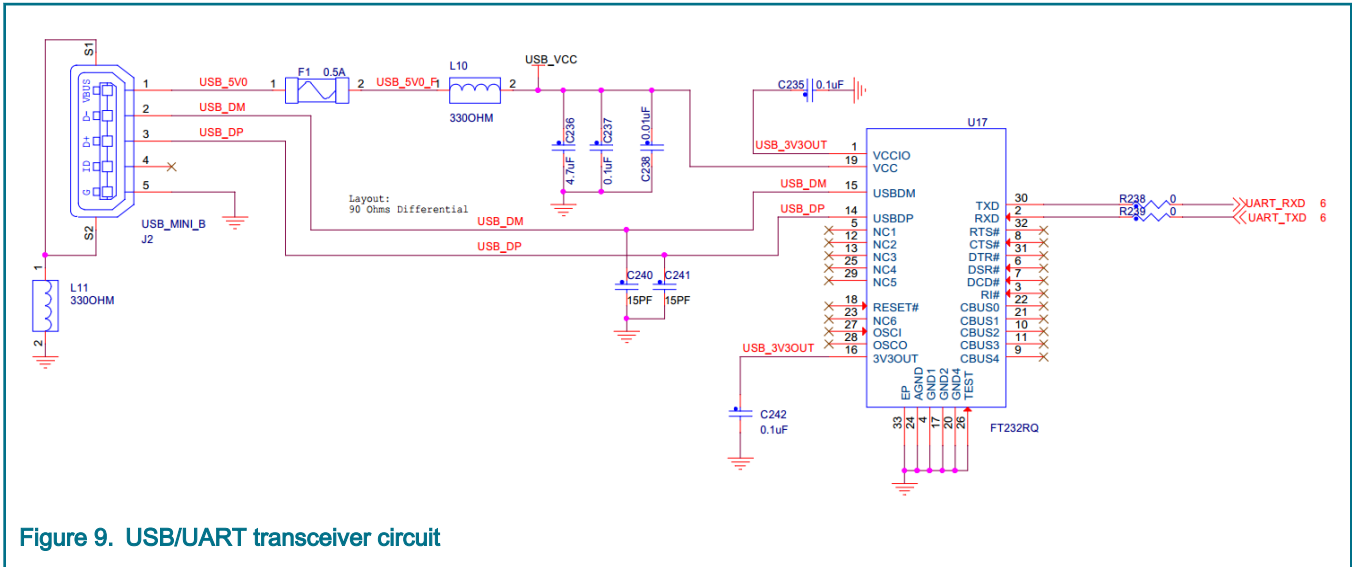 S1
VBUS
D-
D+
ID
G
1
2
3
4
5
S2
USB_MINI_B
J2
USB_5V0
USB_DM
USB_DP
1
F1 0.5A
2
USB_5V0_F
1
L10
2
330OHM
USB_VCC
C236
4.7uF
C237
0.1uF
C238
0.01uF
Layout:
90 Ohms Differential
USB_DM
USB_DP
C240
15PF
C241
15PF
1
L11
330OHM
2
C235
0.1uF
USB_3V3OUT
USB_DM
USB_DP
USB_3V3OUT
C242
0.1uF
U17
1 VCCIO
19 VCC
15 USBDM
14 USBDP
5 NC1
12 NC2
13 NC3
25 NC4
29 NC5
18 RESET#
23 NC6
27 OSCI
28 OSCO
16 3V3OUT
TXD 30
RXD 2
RTS# 32
CTS# 8
DTR# 31
DSR# 6
DCD# 7
RI# 3
CBUS0 22
CBUS1 21
CBUS2 10
CBUS3 11
CBUS4 9
EP
AGND
GND1
GND2
GND4
TEST
33
24
4
17
20
26
FT232RQ
R238 0
R239 0
UART_RXD 6
UART_TXD 6
Figure 9. USB/UART transceiver circuit